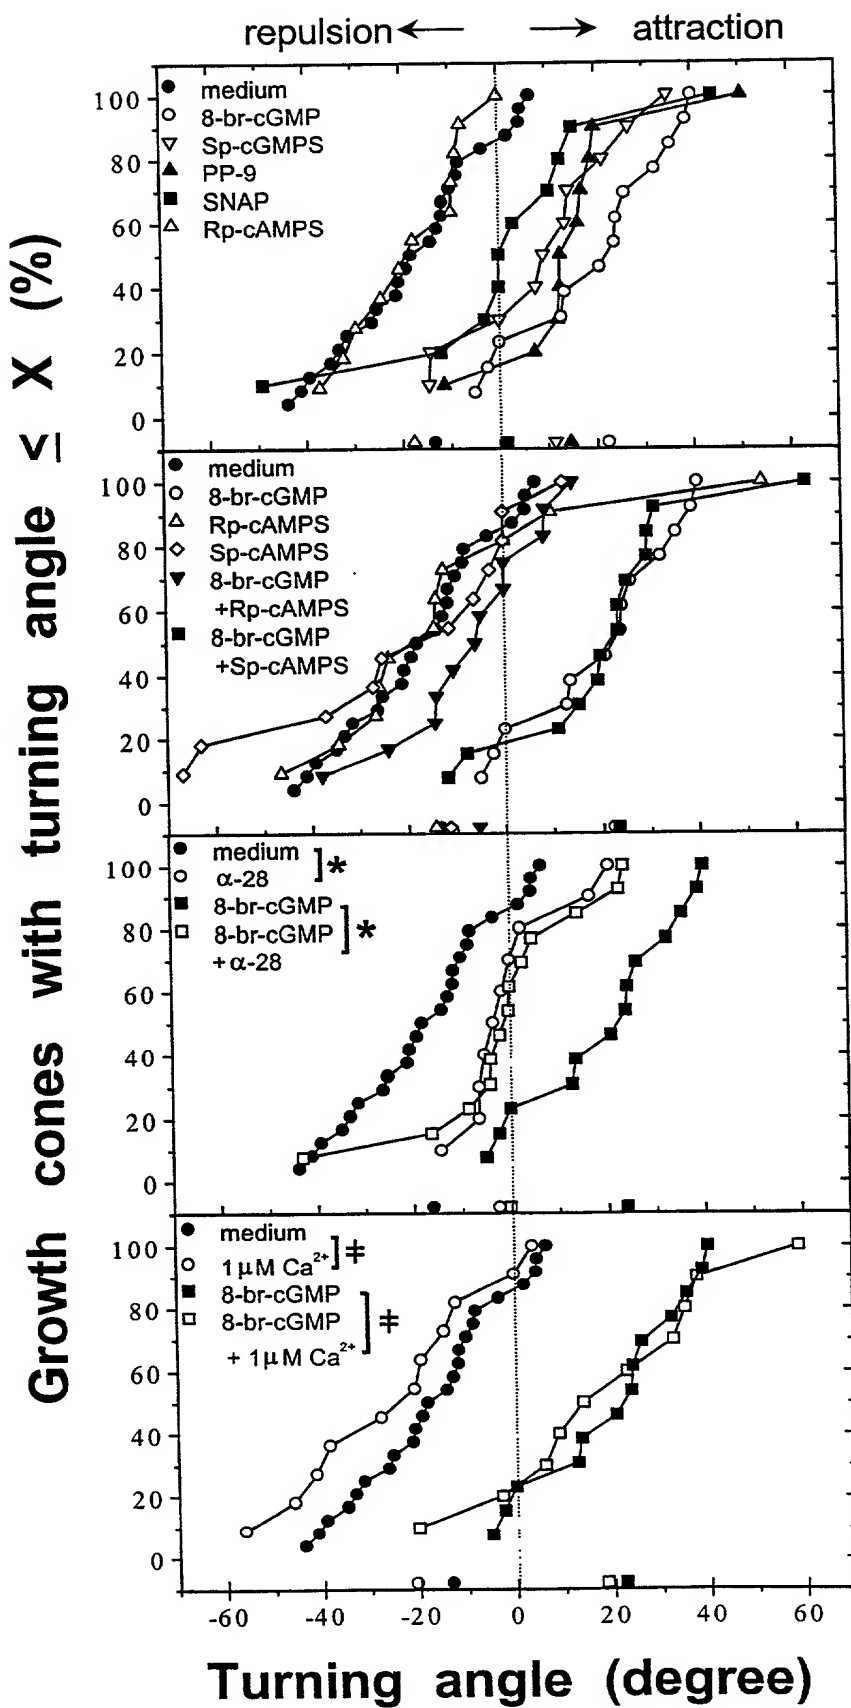 repulsion ← → attraction
100
80
60
40
20
0
medium
8-br-cGMP
Sp-cGMPS
PP-9
SNAP
Rp-cAMPS
100
80
60
40
20
0
medium
8-br-cGMP
Rp-cAMPS
Sp-cAMPS
8-br-cGMP
+Rp-cAMPS
8-br-cGMP
+Sp-cAMPS
100
80
60
40
20
0
medium ] *
α-28
8-br-cGMP
8-br-cGMP ] *
+ α-28
100
80
60
40
20
0
medium ] ‡
1μM Ca²⁺
8-br-cGMP
8-br-cGMP ] ‡
+ 1μM Ca²⁺
-60 -40 -20 0 20 40 60
Turning angle (degree)
Growth cones with turning angle ≤ X (%)